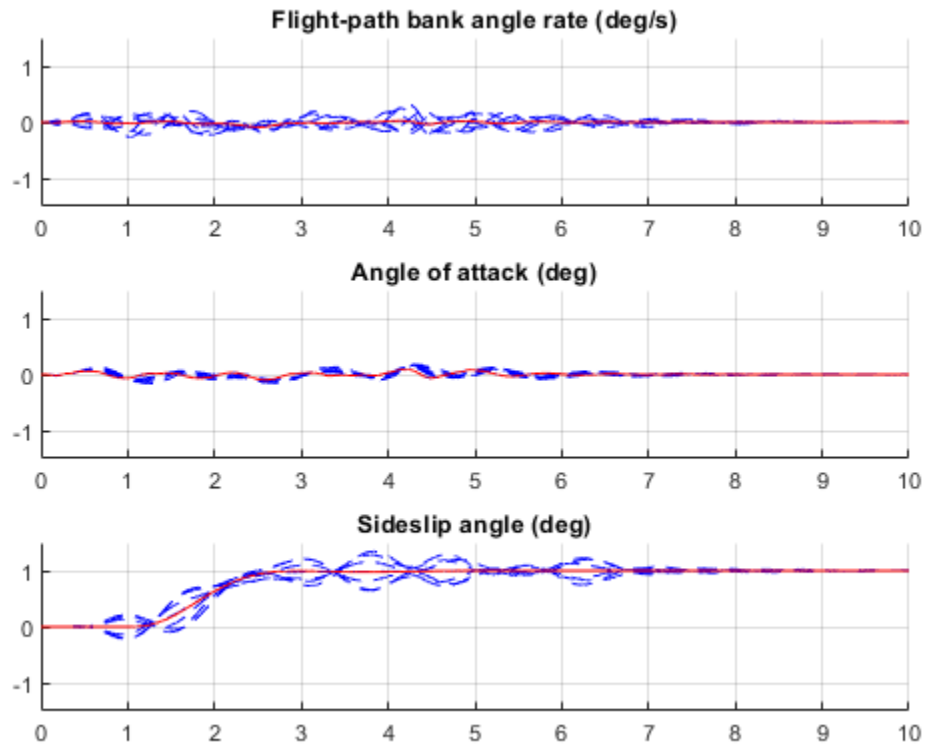 Flight-path bank angle rate (deg/s)
1
0
-1
0 1 2 3 4 5 6 7 8 9 10
Angle of attack (deg)
1
0
-1
0 1 2 3 4 5 6 7 8 9 10
Sideslip angle (deg)
1
0
-1
0 1 2 3 4 5 6 7 8 9 10